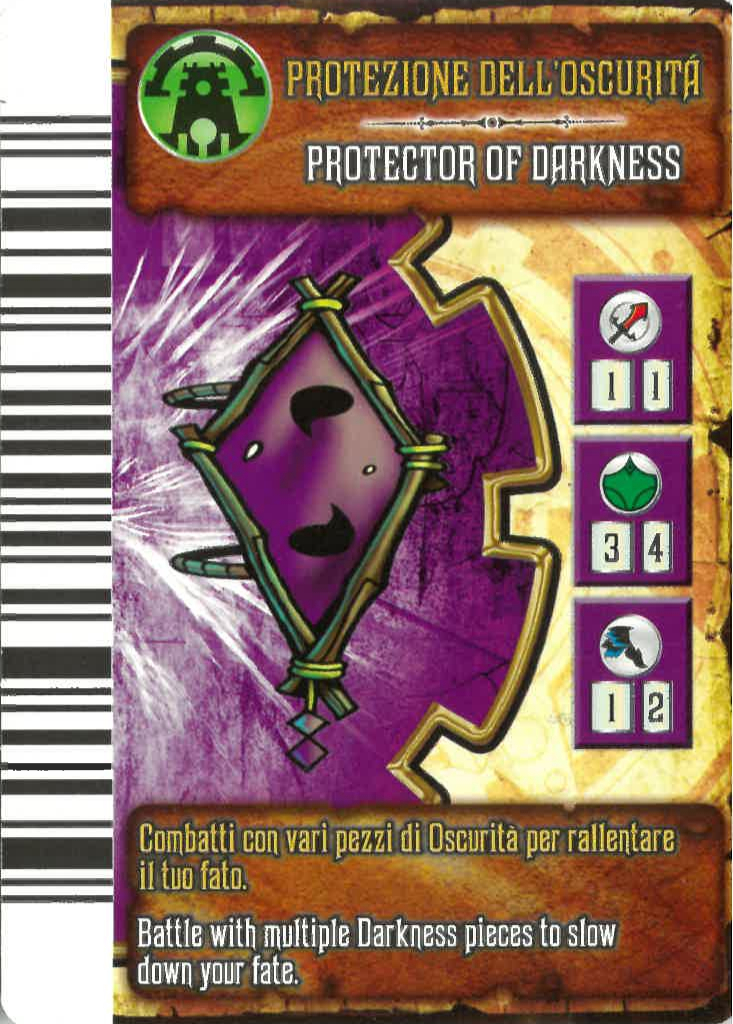 PROTEZIONE DELL'OSCURITÁ
PROTECTOR OF DARKNESS
1 1
3 4
1 2
Combatti con vari pezzi di Oscurità per rallentare
il tuo fato.
Battle with multiple Darkness pieces to slow
down your fate.